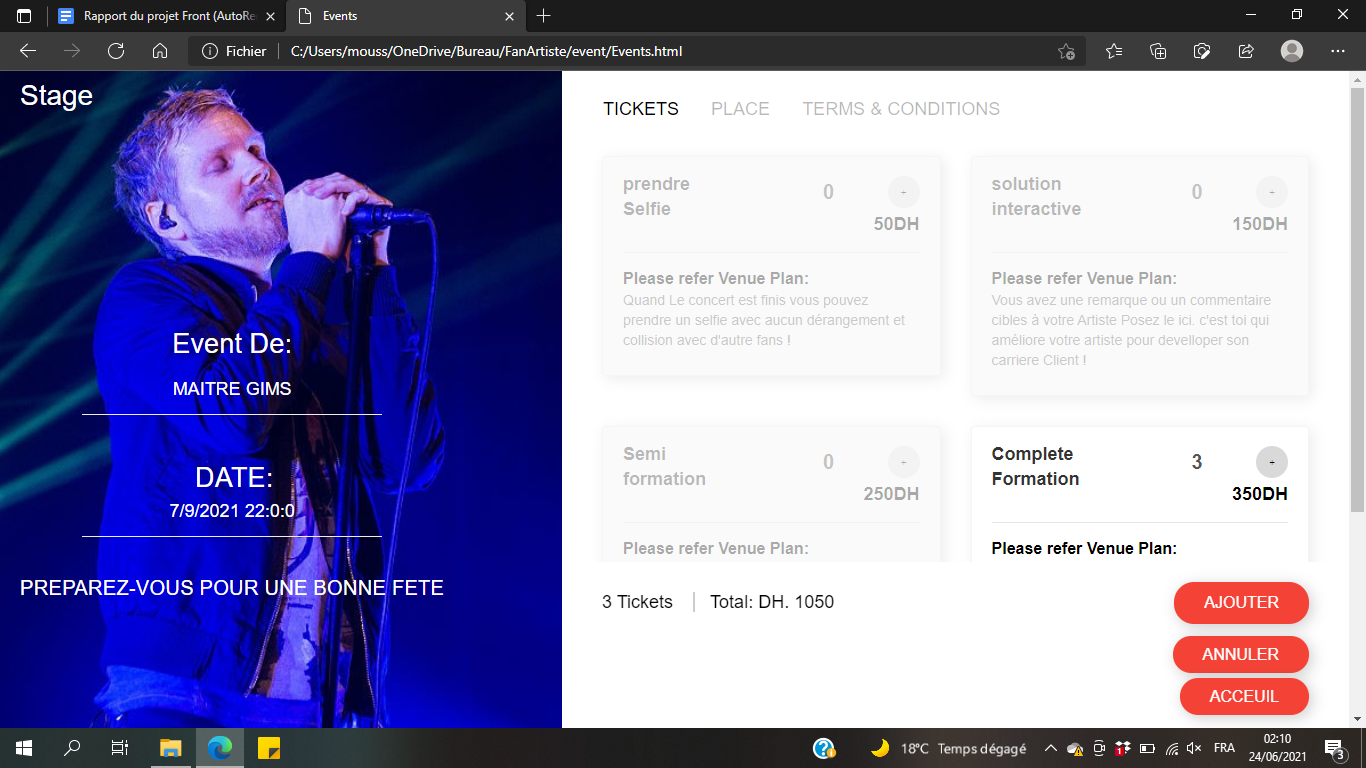 Rapport du projet Front (AutoRe
Events
Fichier
C:/Users/mouss/OneDrive/Bureau/FanArtiste/event/Events.html
Stage
Event De:
MAITRE GIMS
DATE:
7/9/2021 22:0:0
PREPAREZ-VOUS POUR UNE BONNE FETE
TICKETS PLACE TERMS & CONDITIONS
prendre
Selfie
0 +
50DH
Please refer Venue Plan:
Quand Le concert est finis vous pouvez
prendre un selfie avec aucun dérangement et
collision avec d'autre fans !
solution
interactive
0 +
150DH
Please refer Venue Plan:
Vous avez une remarque ou un commentaire
cibles à votre Artiste Posez le ici. c'est toi qui
améliore votre artiste pour develloper son
carriere Client !
Semi
formation
0 +
250DH
Please refer Venue Plan:
Complete
Formation
3 +
350DH
Please refer Venue Plan:
3 Tickets Total: DH. 1050
AJOUTER
ANNULER
ACCEUIL
18°C Temps dégagé
FRA
02:10
24/06/2021
3